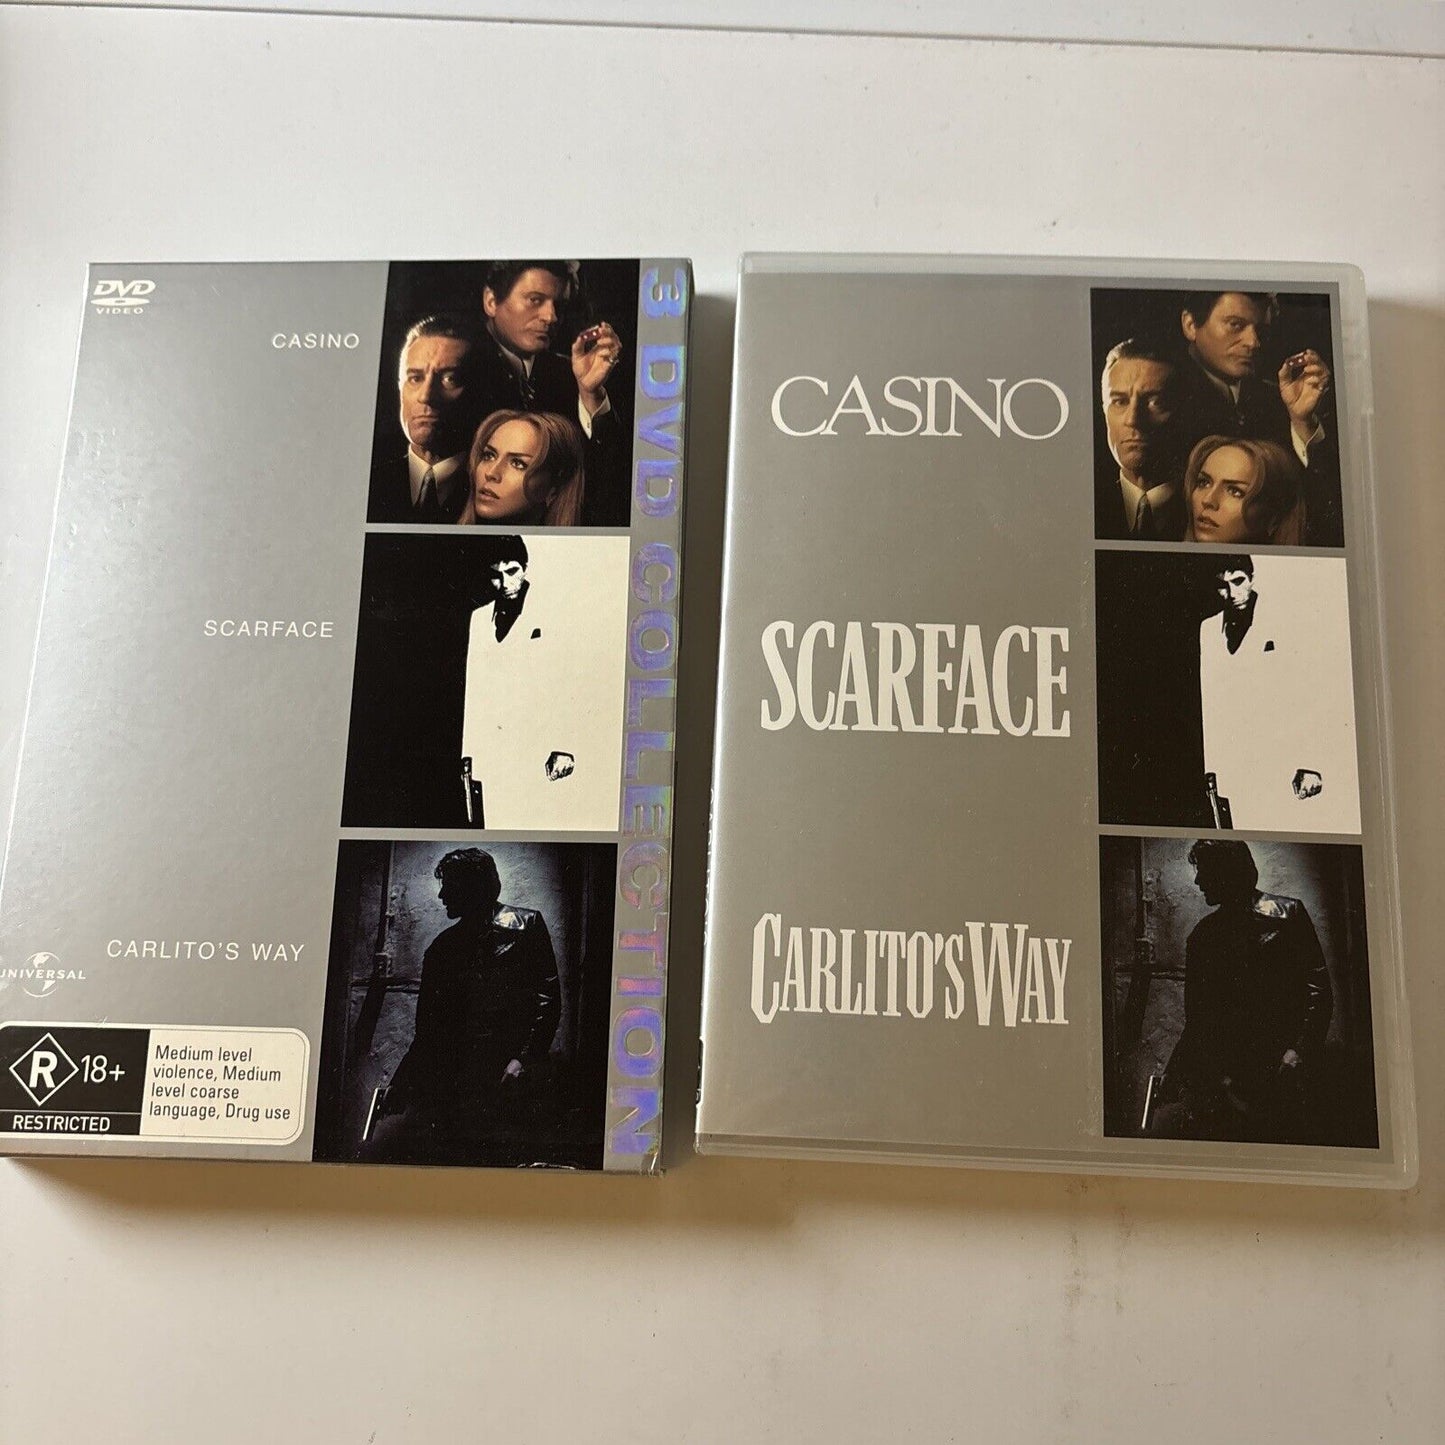 DVD
VIDEO
CASINO
SCARFACE
CARLITO'S WAY
UNIVERSAL
R 18+
RESTRICTED
Medium level
violence, Medium
level coarse
language, Drug use
3 DVD COLLECTION
CASINO
SCARFACE
CARLITO'S WAY